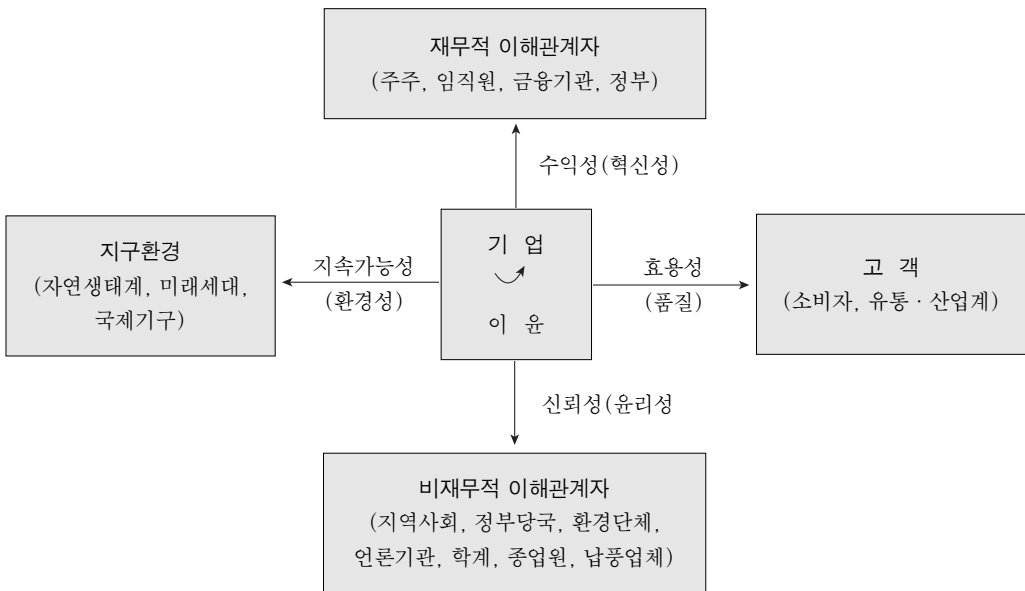 재무적 이해관계자
(주주, 임직원, 금융기관, 정부)
수익성(혁신성)
지구환경
(자연생태계, 미래세대,
국제기구)
지속가능성
(환경성)
기 업
이 윤
효용성
(품질)
고 객
(소비자, 유통 · 산업계)
신뢰성(윤리성
비재무적 이해관계자
(지역사회, 정부당국, 환경단체,
언론기관, 학계, 종업원, 납풍업체)